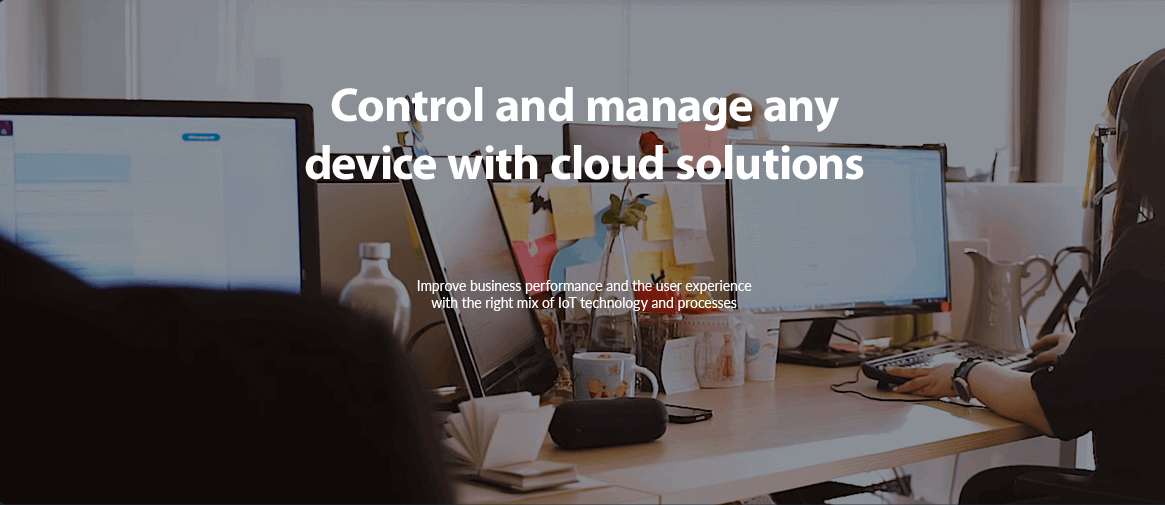 Control and manage any
device with cloud solutions
Improve business performance and the user experience
with the right mix of IoT technology and processes